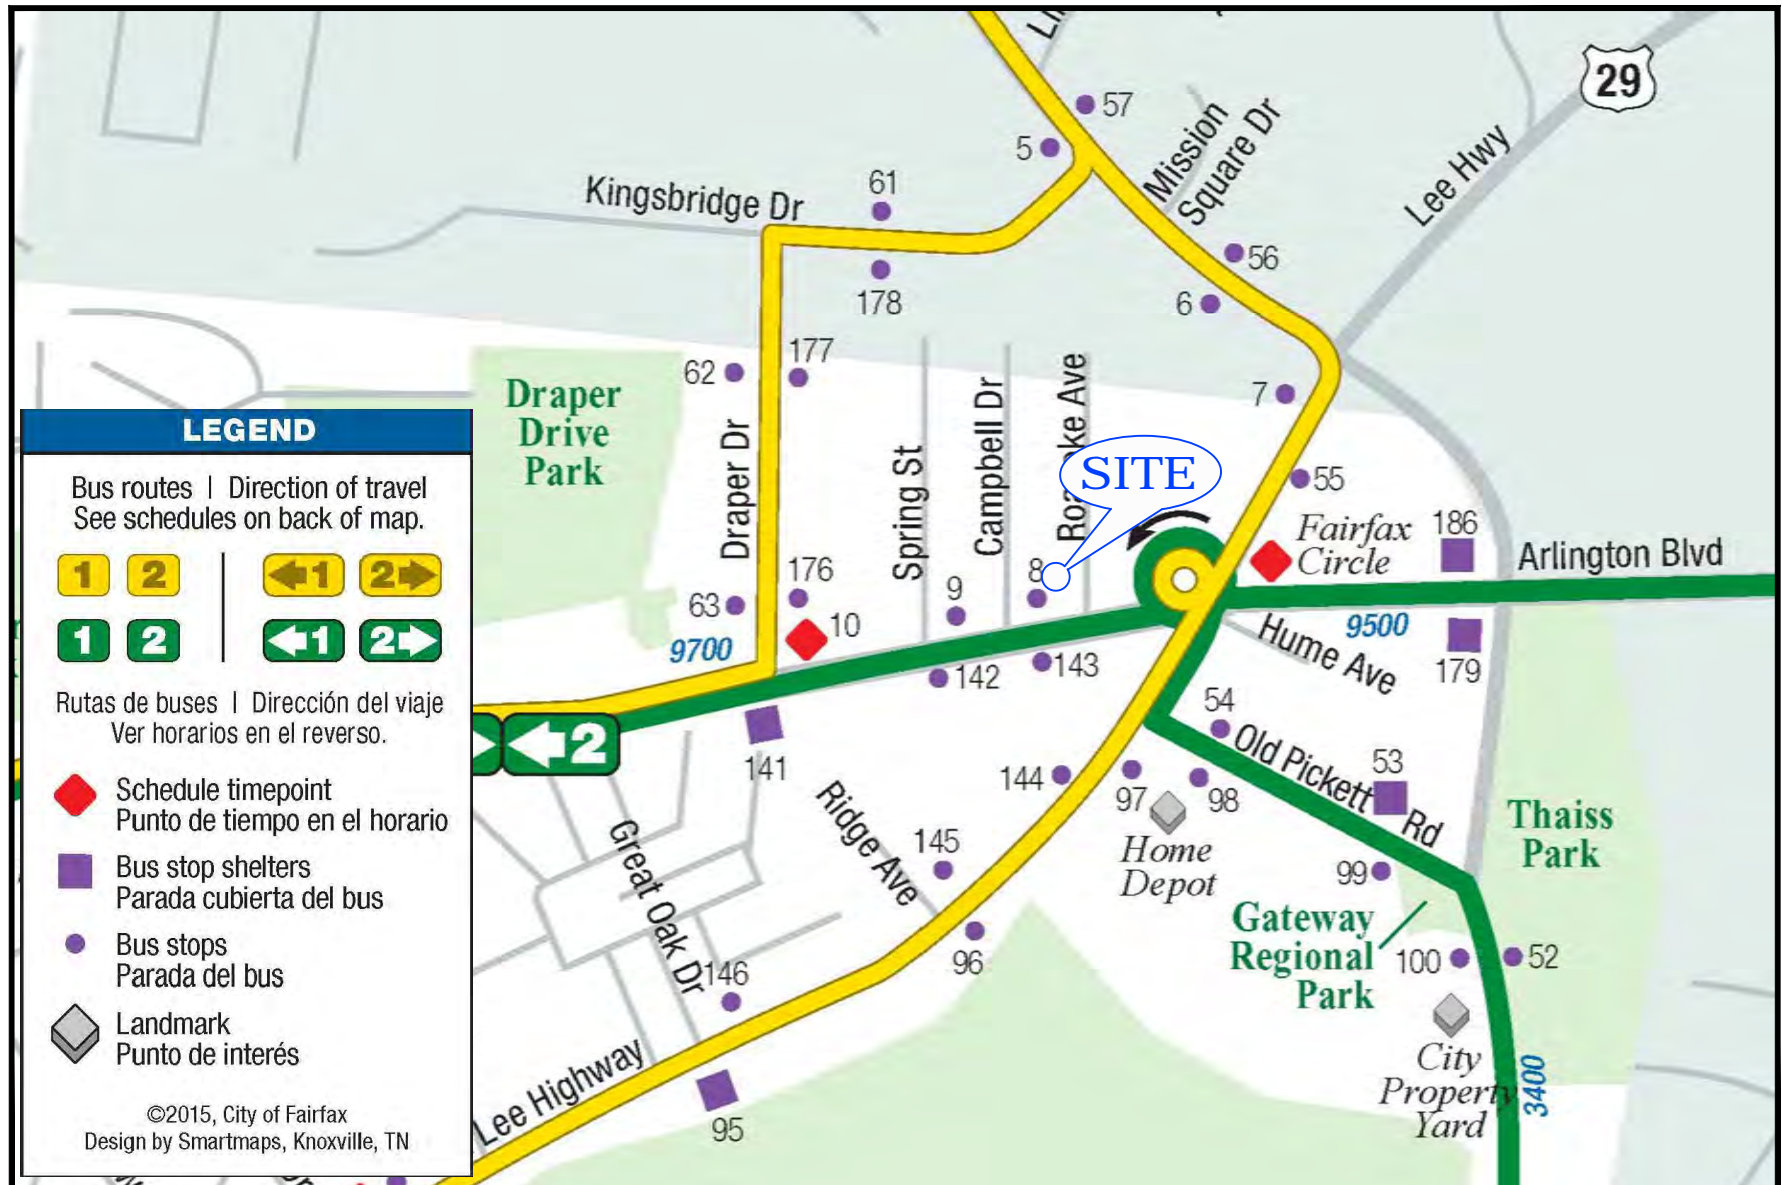 29
57
5
Mission
Square Dr
Lee Hwy
61
Kingsbridge Dr
178
56
6
62
177
7
Draper
Drive
Park
Draper Dr
Spring St
Campbell Dr
SITE
55
Fairfax
Circle
186
Arlington Blvd
176
63
9
8
10
9700
142
143
Hume Ave
9500
179
54
Old Pickett
Rd
53
141
144
97
98
Home
Depot
Thaiss
Park
Ridge Ave
Great Oak Dr
145
99
Gateway
Regional
Park
96
100
52
146
City
Property
Yard
3400
Lee Highway
95
2
LEGEND
Bus routes | Direction of travel
See schedules on back of map.
1 2 1 2
1 2 1 2
Rutas de buses | Dirección del viaje
Ver horarios en el reverso.
Schedule timepoint
Punto de tiempo en el horario
Bus stop shelters
Parada cubierta del bus
Bus stops
Parada del bus
Landmark
Punto de interés
©2015, City of Fairfax
Design by Smartmaps, Knoxville, TN